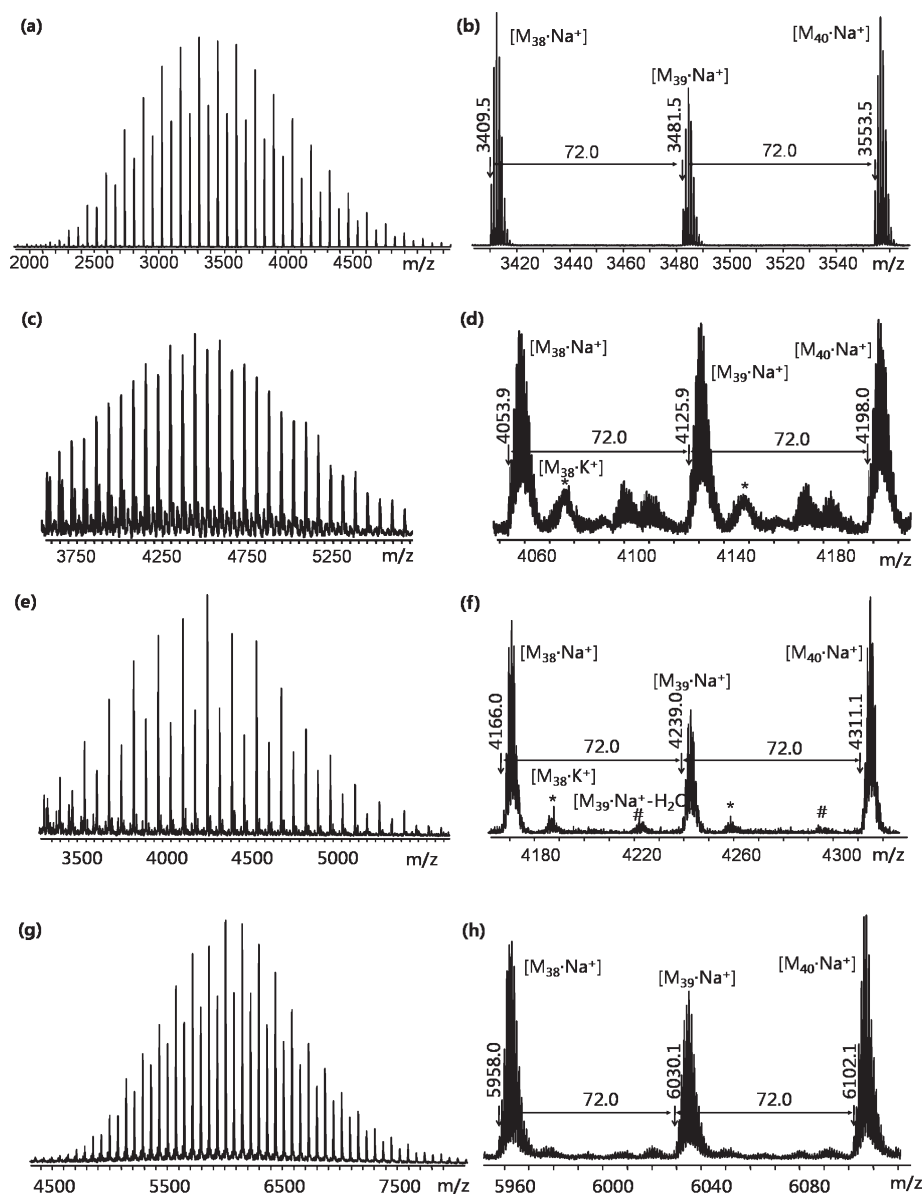 (a)
2000 2500 3000 3500 4000 4500 m/z
(b)
[M₃₈·Na⁺]
[M₃₉·Na⁺]
[M₄₀·Na⁺]
3409.5
3481.5
3553.5
72.0
72.0
3420 3440 3460 3480 3500 3520 3540 m/z
(c)
3750 4250 4750 5250 m/z
(d)
[M₃₈·Na⁺]
[M₃₉·Na⁺]
[M₄₀·Na⁺]
4053.9
4125.9
4198.0
72.0
72.0
[M₃₈·K⁺]
* *
4060 4100 4140 4180 m/z
(e)
3500 4000 4500 5000 m/z
(f)
[M₃₈·Na⁺]
[M₃₉·Na⁺]
[M₄₀·Na⁺]
4166.0
4239.0
4311.1
72.0
72.0
[M₃₈·K⁺]
[M₃₉·Na⁺-H₂O
* # * #
4180 4220 4260 4300 m/z
(g)
4500 5500 6500 7500 m/z
(h)
[M₃₈·Na⁺]
[M₃₉·Na⁺]
[M₄₀·Na⁺]
5958.0
6030.1
6102.1
72.0
72.0
5960 6000 6040 6080 m/z